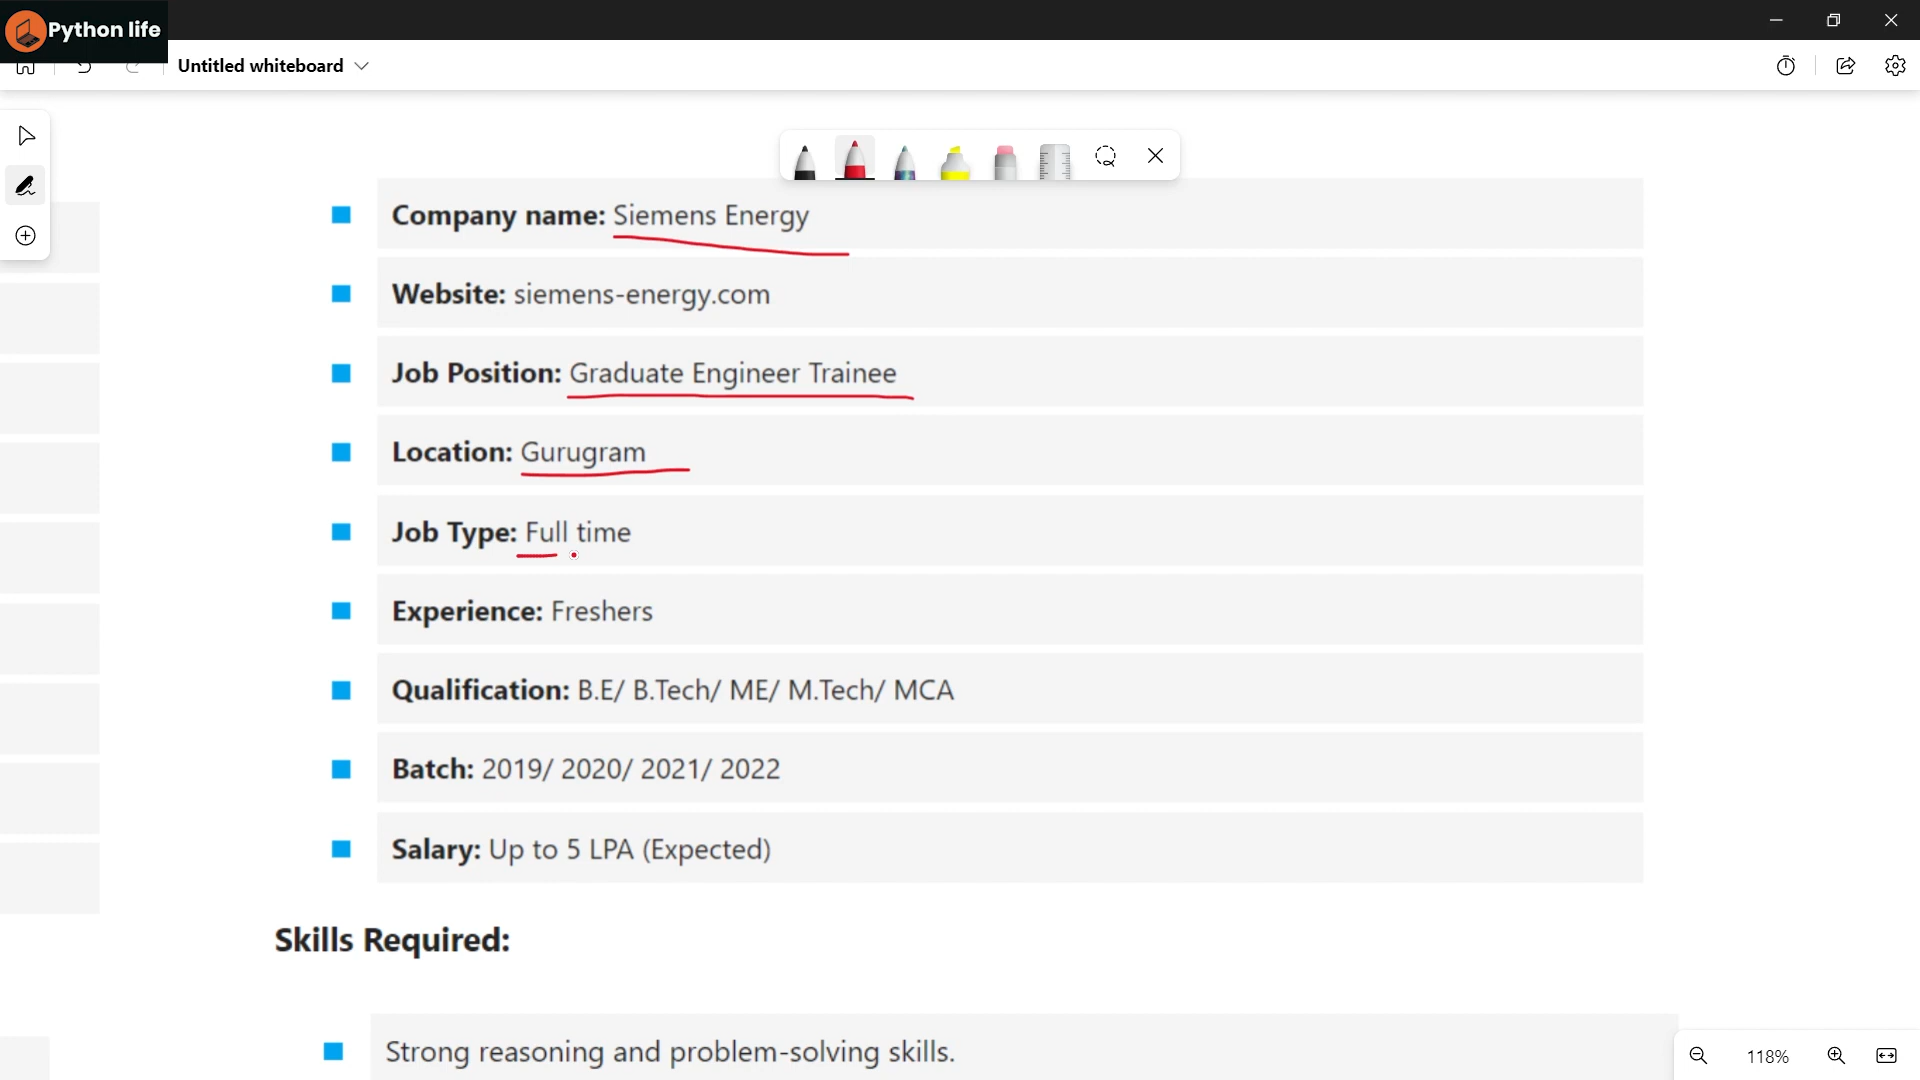 Python life
Untitled whiteboard
Company name: Siemens Energy
Website: siemens-energy.com
Job Position: Graduate Engineer Trainee
Location: Gurugram
Job Type: Full time
Experience: Freshers
Qualification: B.E/ B.Tech/ ME/ M.Tech/ MCA
Batch: 2019/ 2020/ 2021/ 2022
Salary: Up to 5 LPA (Expected)
Skills Required:
Strong reasoning and problem-solving skills.
118%